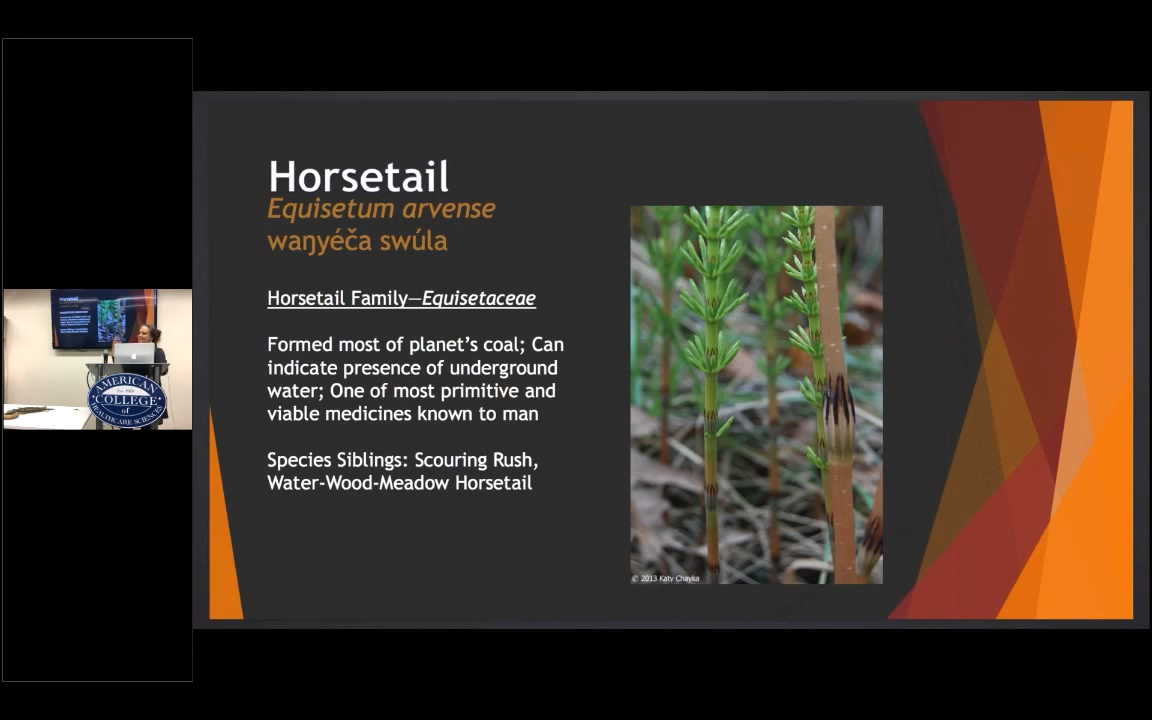 Horsetail
Equisetum arvense
waŋyéča swúla
Horsetail Family—Equisetaceae
Formed most of planet's coal; Can
indicate presence of underground
water; One of most primitive and
viable medicines known to man
Species Siblings: Scouring Rush,
Water-Wood-Meadow Horsetail
© 2013 Katy Chayka
Horsetail
AMERICAN
COLLEGE
of
HEALTHCARE SCIENCES